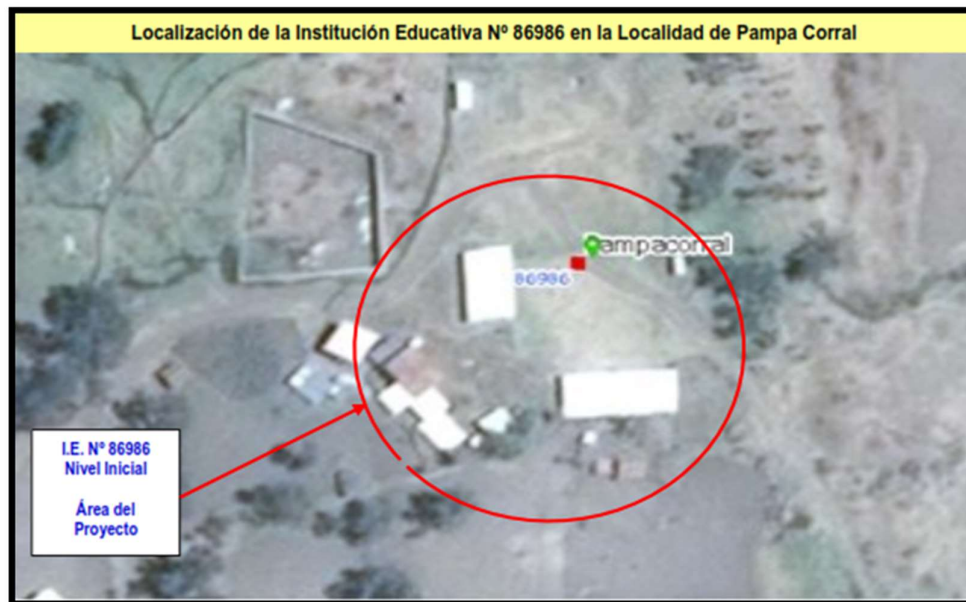 Localización de la Institución Educativa Nº 86986 en la Localidad de Pampa Corral
Pampacorral
86986
I.E. Nº 86986
Nivel Inicial
Área del
Proyecto